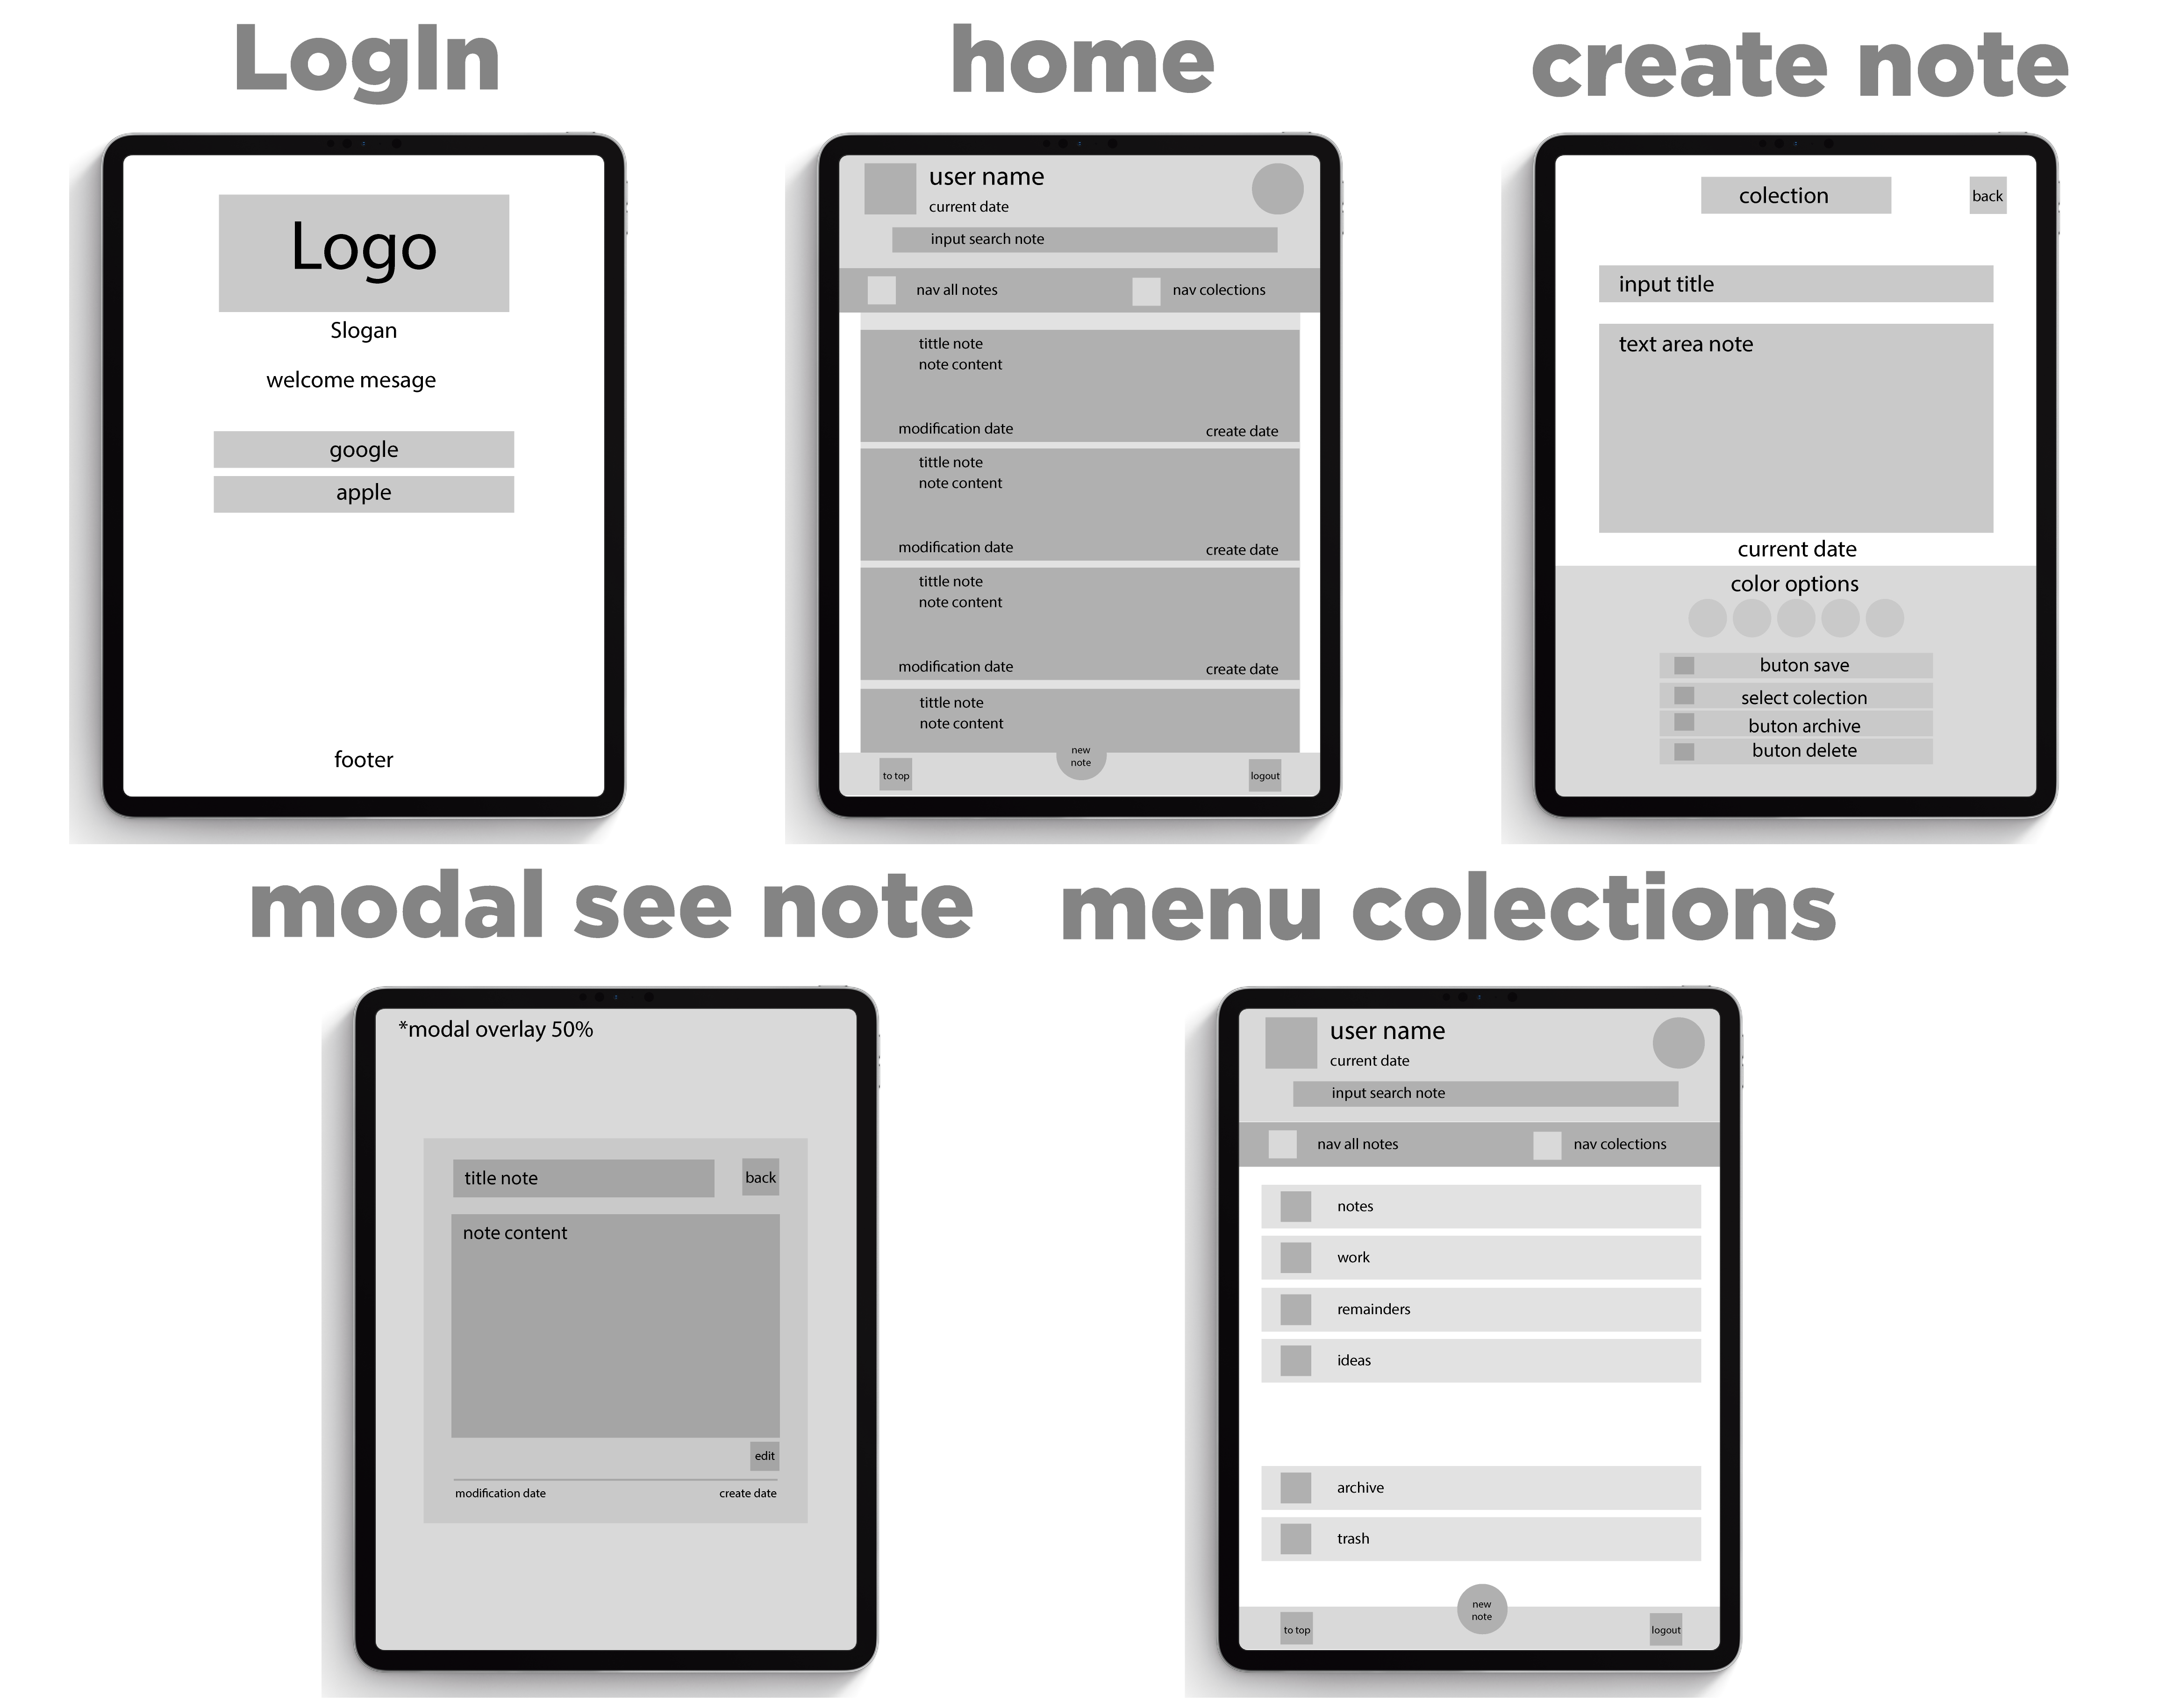 LogIn
home
create note
Logo
Slogan
welcome mesage
google
apple
footer
user name
current date
input search note
nav all notes
nav colections
tittle note
note content
modification date
create date
tittle note
note content
modification date
create date
tittle note
note content
modification date
create date
tittle note
note content
new
note
to top
logout
colection
back
input title
text area note
current date
color options
buton save
select colection
buton archive
buton delete
modal see note
menu colections
*modal overlay 50%
title note
back
note content
edit
modification date
create date
user name
current date
input search note
nav all notes
nav colections
notes
work
remainders
ideas
archive
trash
new
note
to top
logout